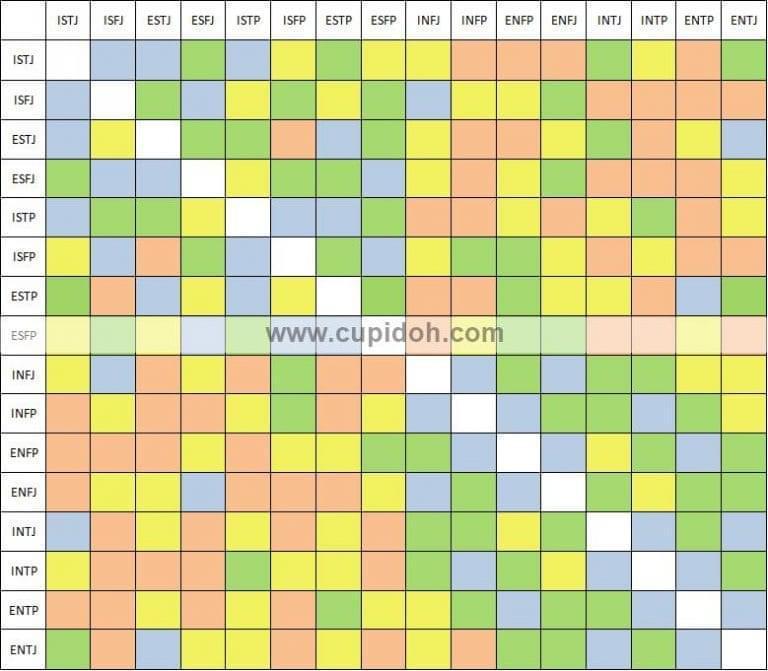 ISTJ ISFJ ESTJ ESFJ ISTP ISFP ESTP ESFP INFJ INFP ENFP ENFJ INTJ INTP ENTP ENTJ
ISTJ
ISFJ
ESTJ
ESFJ
ISTP
ISFP
ESTP
ESFP
www.cupidoh.com
INFJ
INFP
ENFP
ENFJ
INTJ
INTP
ENTP
ENTJ